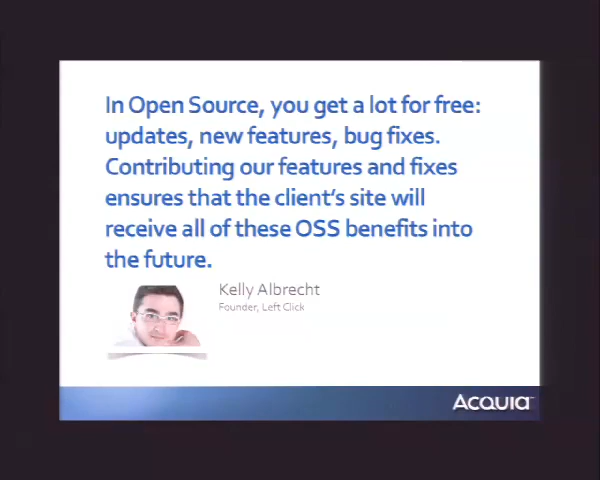 In Open Source, you get a lot for free:
updates, new features, bug fixes.
Contributing our features and fixes
ensures that the client's site will
receive all of these OSS benefits into
the future.
Kelly Albrecht
Founder, Left Click
ACQUIA™